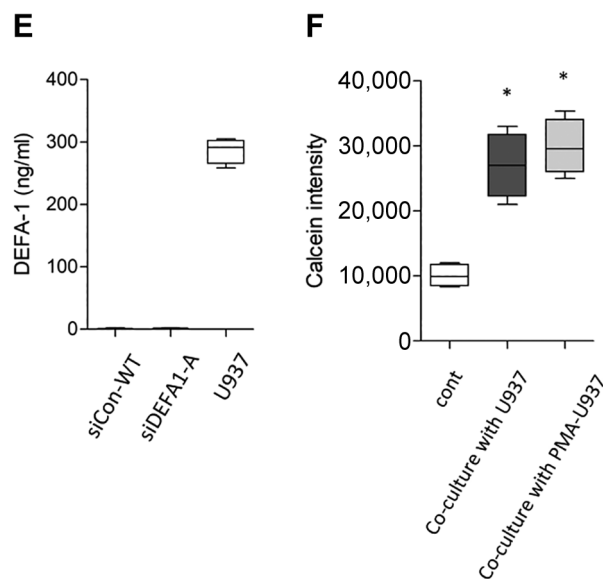 E
400
300
200
100
0
DEFA-1 (ng/ml)
siCon-WT
siDEFA1-A
U937
F
40,000
30,000
20,000
10,000
0
Calcein intensity
*
*
cont
Co-culture with U937
Co-culture with PMA-U937